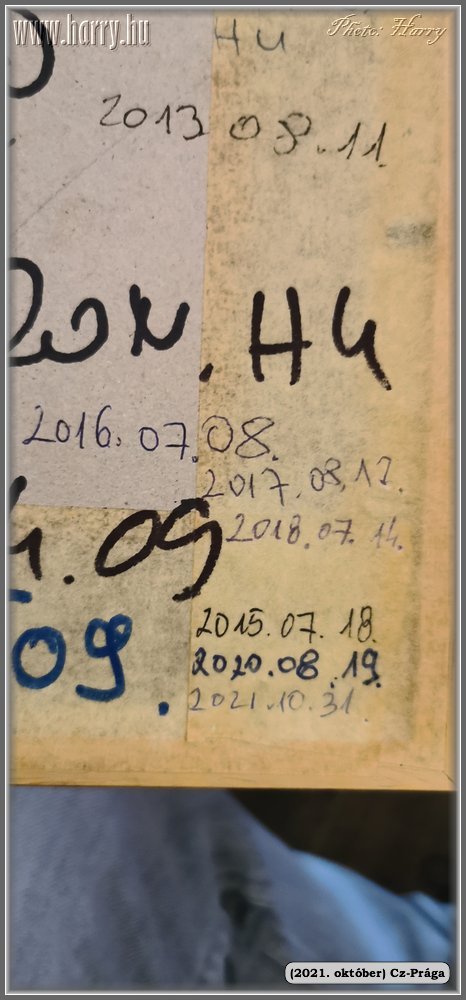 www.harry.hu
Photo: Harry
HU
2013 08.11.
.HU
2016.07.08.
2017.08.12.
.09
2018.07.14.
2015.07.18.
09.
2020.08.19.
2021.10.31.
(2021. október) Cz-Prága